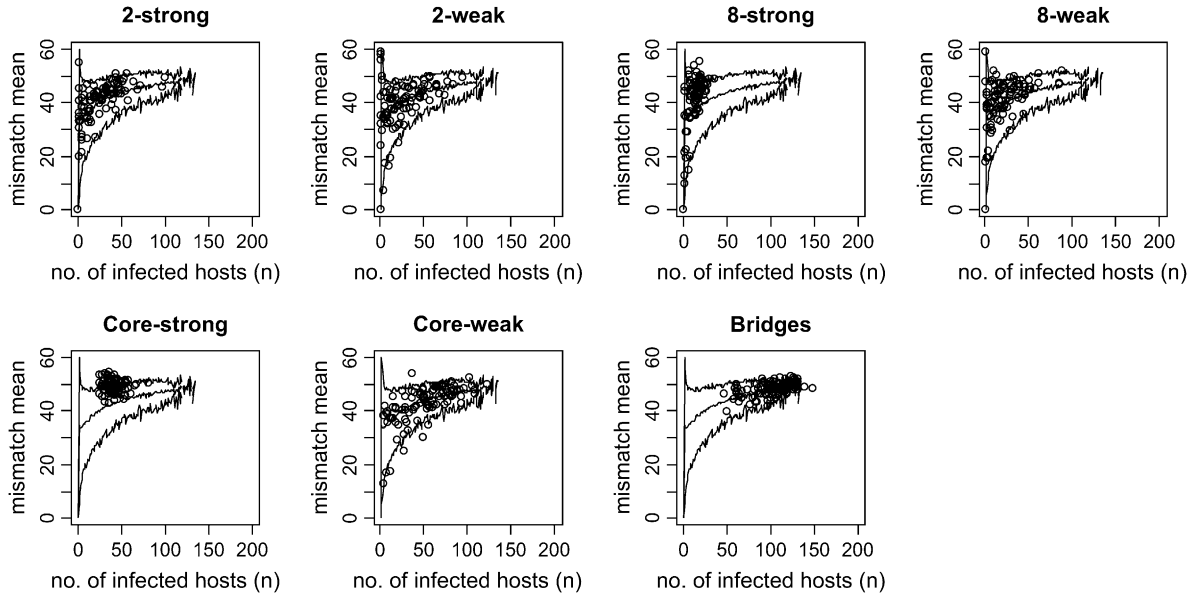 2-strong
mismatch mean
0 20 40 60
0 50 100 150 200
no. of infected hosts (n)
2-weak
mismatch mean
0 20 40 60
0 50 100 150 200
no. of infected hosts (n)
8-strong
mismatch mean
0 20 40 60
0 50 100 150 200
no. of infected hosts (n)
8-weak
mismatch mean
0 20 40 60
0 50 100 150 200
no. of infected hosts (n)
Core-strong
mismatch mean
0 20 40 60
0 50 100 150 200
no. of infected hosts (n)
Core-weak
mismatch mean
0 20 40 60
0 50 100 150 200
no. of infected hosts (n)
Bridges
mismatch mean
0 20 40 60
0 50 100 150 200
no. of infected hosts (n)